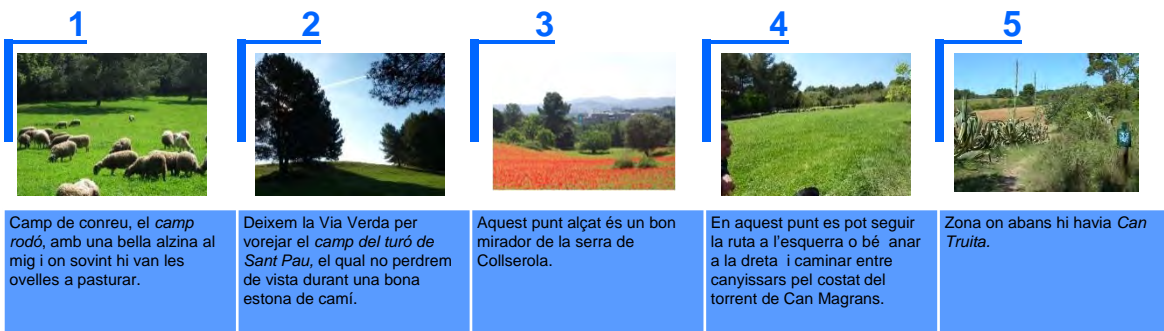 1
2
3
4
5
Camp de conreu, el camp
rodó, amb una bella alzina al
mig i on sovint hi van les
ovelles a pasturar.
Deixem la Via Verda per
vorejar el camp del turó de
Sant Pau, el qual no perdrem
de vista durant una bona
estona de camí.
Aquest punt alçat és un bon
mirador de la serra de
Collserola.
En aquest punt es pot seguir
la ruta a l'esquerra o bé  anar
a la dreta  i caminar entre
canyissars pel costat del
torrent de Can Magrans.
Zona on abans hi havia Can
Truita.